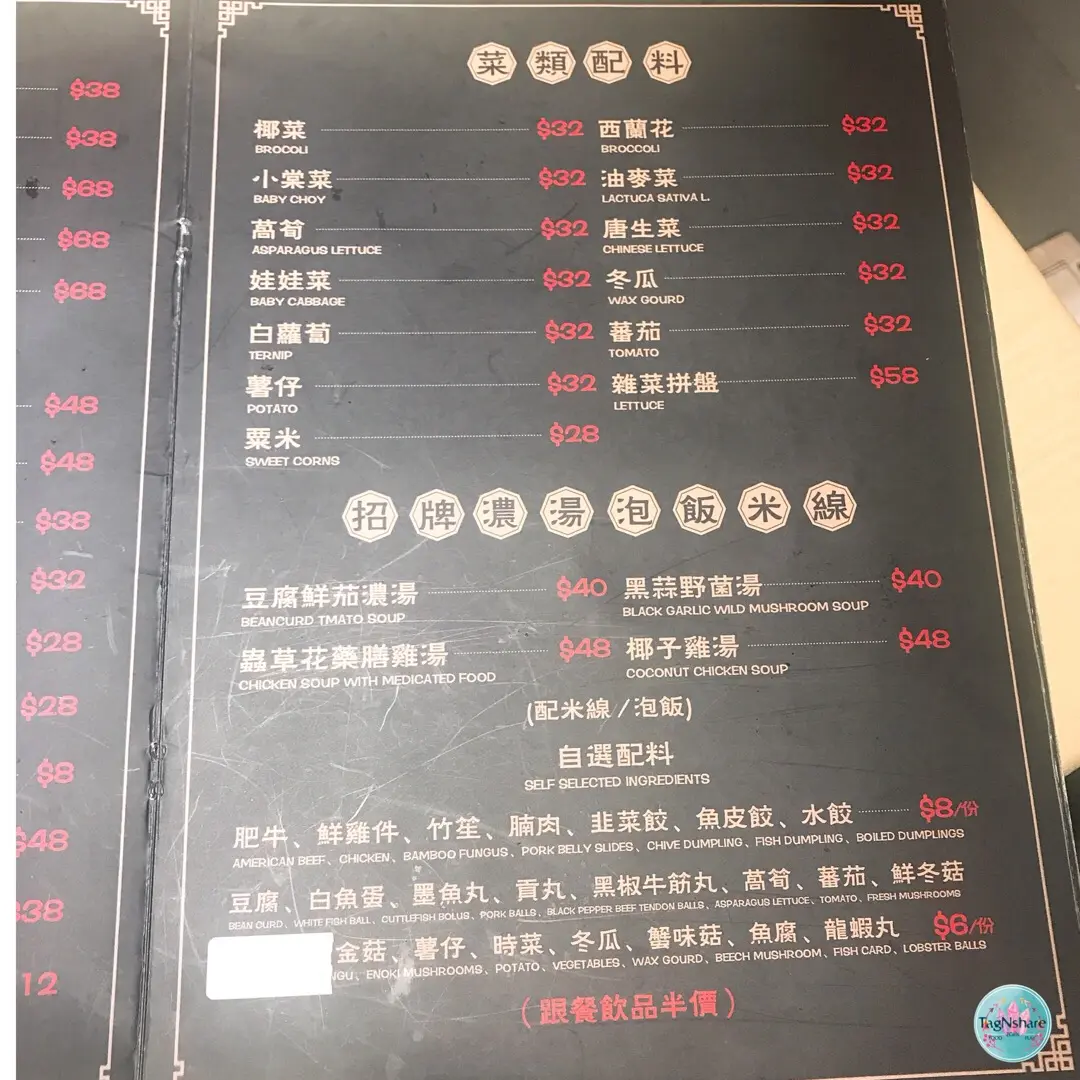 $38
$38
$68
$68
$68
$48
$48
$38
$32
$28
$28
$8
$48
$38
12
菜類配料
椰菜 $32 西蘭花 $32
BROCOLI BROCCOLI
小棠菜 $32 油麥菜 $32
BABY CHOY LACTUCA SATIVA L.
萵筍 $32 唐生菜 $32
ASPARAGUS LETTUCE CHINESE LETTUCE
娃娃菜 $32 冬瓜 $32
BABY CABBAGE WAX GOURD
白蘿蔔 $32 蕃茄 $32
TERNIP TOMATO
薯仔 $32 雜菜拼盤 $58
POTATO LETTUCE
粟米 $28
SWEET CORNS
招牌濃湯泡飯米線
豆腐鮮茄濃湯 $40 黑蒜野菌湯 $40
BEANCURD TMATO SOUP BLACK GARLIC WILD MUSHROOM SOUP
蟲草花藥膳雞湯 $48 椰子雞湯 $48
CHICKEN SOUP WITH MEDICATED FOOD COCONUT CHICKEN SOUP
(配米線/泡飯)
自選配料
SELF SELECTED INGREDIENTS
肥牛、鮮雞件、竹笙、腩肉、韭菜餃、魚皮餃、水餃 $8/份
AMERICAN BEEF、CHICKEN、BAMBOO FUNGUS、PORK BELLY SLIDES、CHIVE DUMPLING、FISH DUMPLING、BOILED DUMPLINGS
豆腐、白魚蛋、墨魚丸、貢丸、黑椒牛筋丸、萵筍、蕃茄、鮮冬菇
BEAN CURD、WHITE FISH BALL、CUTTLEFISH BOLUS、PORK BALLS、BLACK PEPPER BEEF TENDON BALLS、ASPARAGUS LETTUCE、TOMATO、FRESH MUSHROOMS
金菇、薯仔、時菜、冬瓜、蟹味菇、魚腐、龍蝦丸 $6/份
NGU、ENOKI MUSHROOMS、POTATO、VEGETABLES、WAX GOURD、BEECH MUSHROOM、FISH CARD、LOBSTER BALLS
(跟餐飲品半價)
TagNshare